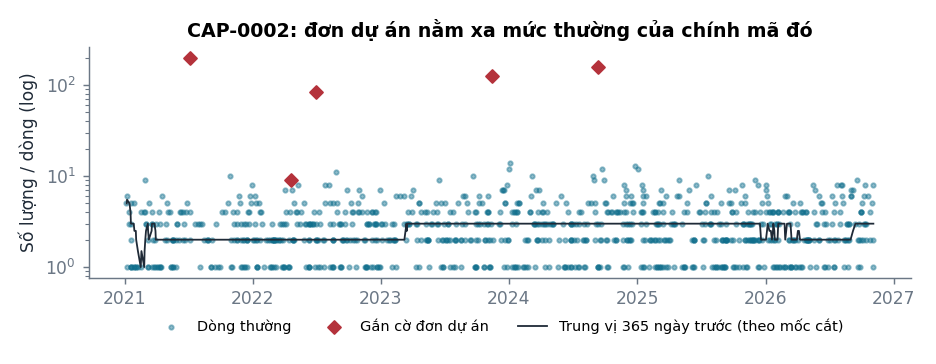 CAP-0002: đơn dự án nằm xa mức thường của chính mã đó
Số lượng / dòng (log)
10²
10¹
10⁰
2021 2022 2023 2024 2025 2026 2027
Dòng thường Gắn cờ đơn dự án Trung vị 365 ngày trước (theo mốc cắt)